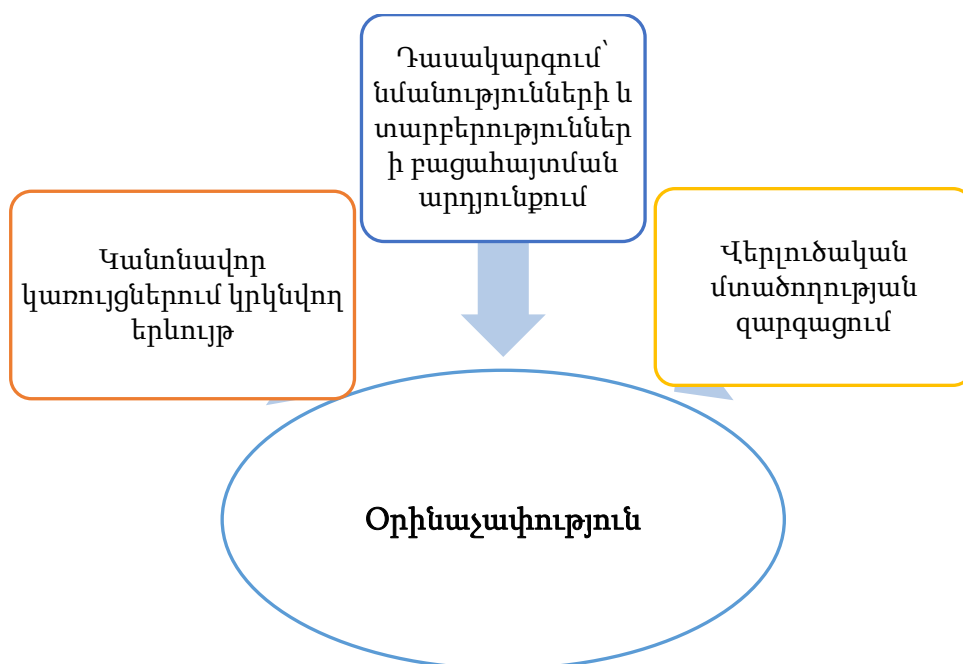 Դասակարգում՝
նմանությունների և
տարբերություններ
ի բացահայտման
արդյունքում
Կանոնավոր
կառույցներում կրկնվող
երևույթ
Վերլուծական
մտածողության
զարգացում
Օրինաչափություն